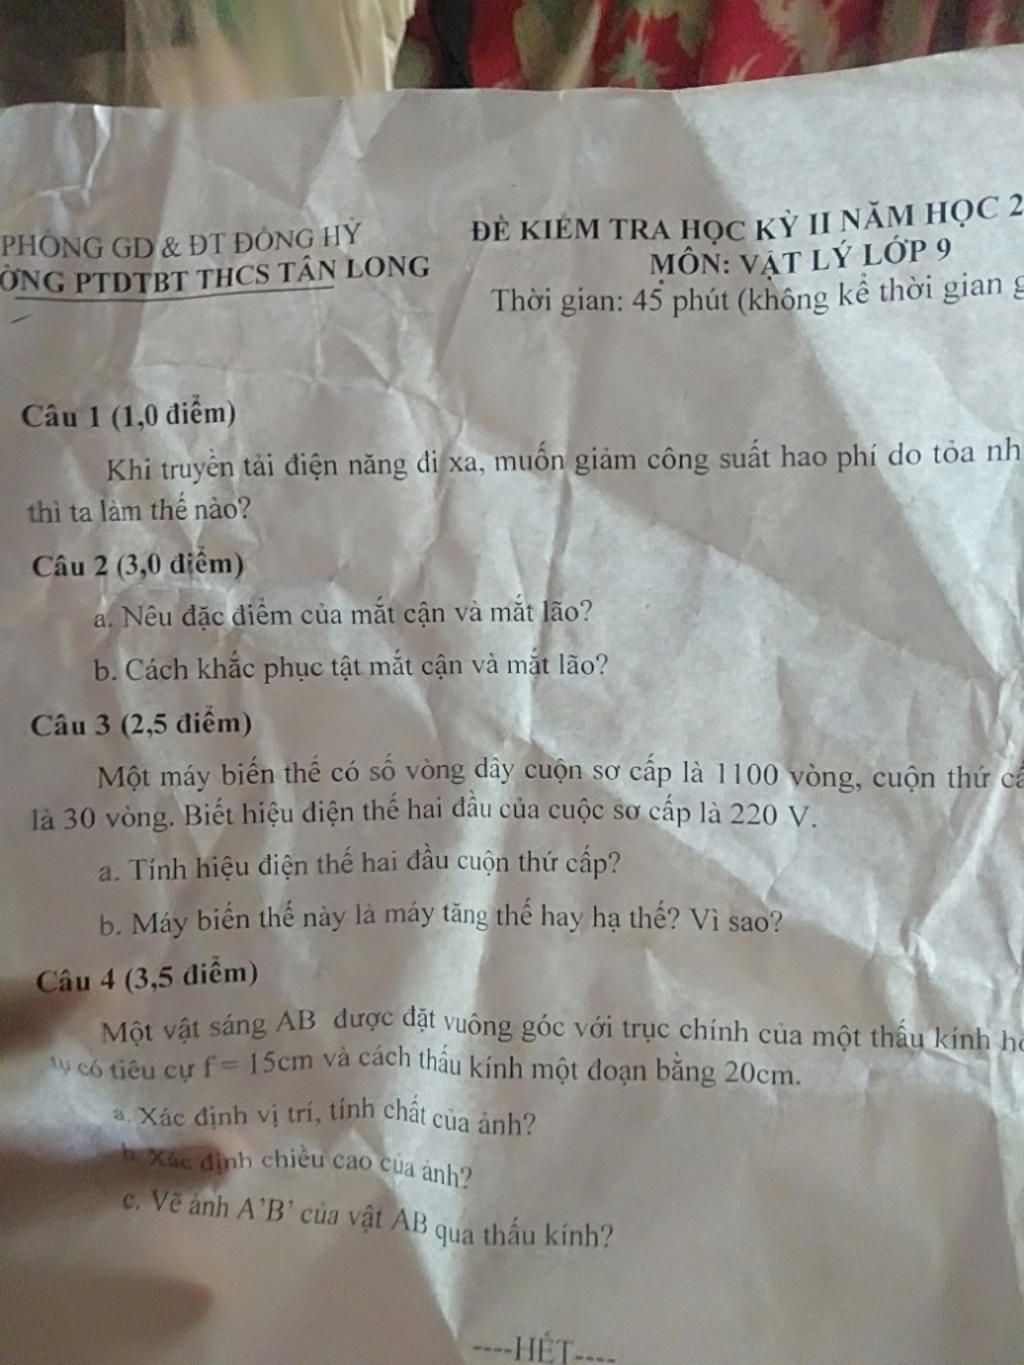 PHÒNG GD & ĐT ĐỒNG HỶ
ĐỀ KIỂM TRA HỌC KỲ II NĂM HỌC 2
ỜNG PTDTBT THCS TÂN LONG
MÔN: VẬT LÝ LỚP 9
Thời gian: 45 phút (không kể thời gian g
Câu 1 (1,0 điểm)
Khi truyền tải điện năng đi xa, muốn giảm công suất hao phí do tỏa nh
thì ta làm thế nào?
Câu 2 (3,0 điểm)
a. Nêu đặc điểm của mắt cận và mắt lão?
b. Cách khắc phục tật mắt cận và mắt lão?
Câu 3 (2,5 điểm)
Một máy biến thế có số vòng dây cuộn sơ cấp là 1100 vòng, cuộn thứ cấ
là 30 vòng. Biết hiệu điện thế hai đầu của cuộc sơ cấp là 220 V.
a. Tính hiệu điện thế hai đầu cuộn thứ cấp?
b. Máy biến thế này là máy tăng thế hay hạ thế? Vì sao?
Câu 4 (3,5 điểm)
Một vật sáng AB được đặt vuông góc với trục chính của một thấu kính hộ
tụ có tiêu cự f = 15cm và cách thấu kính một đoạn bằng 20cm.
a. Xác định vị trí, tính chất của ảnh?
b. Xác định chiều cao của ảnh?
c. Vẽ ảnh A'B' của vật AB qua thấu kính?
----HẾT----